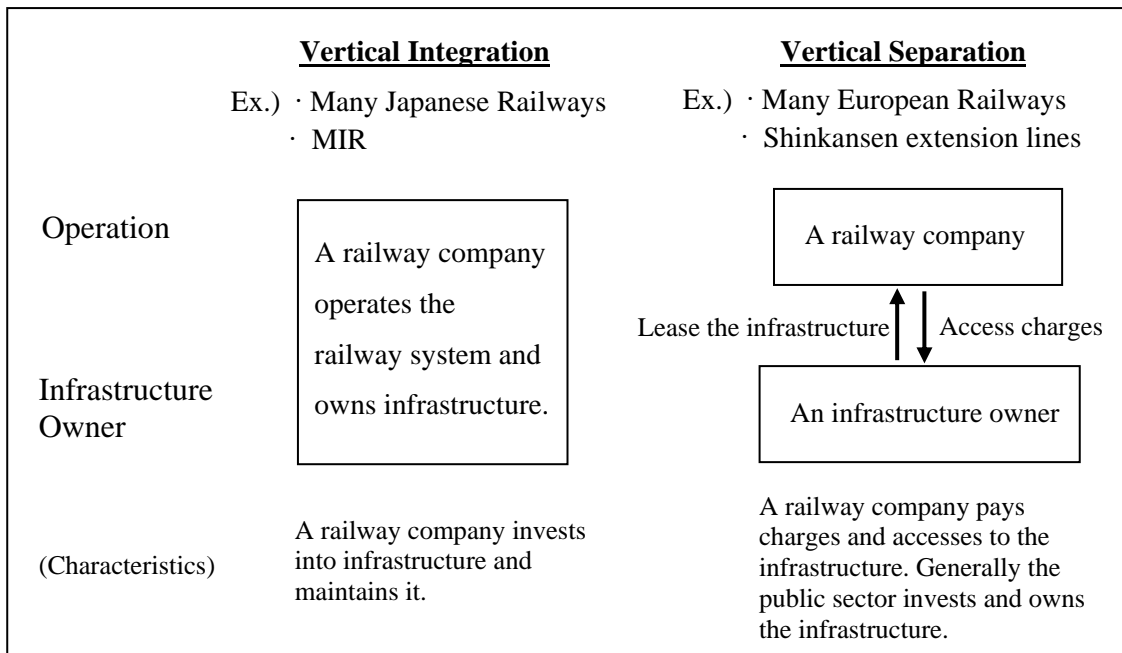 Vertical Integration
Vertical Separation
Ex.) · Many Japanese Railways
· MIR
Ex.) · Many European Railways
· Shinkansen extension lines
Operation
A railway company
operates the
railway system and
owns infrastructure.
A railway company
Lease the infrastructure
Access charges
Infrastructure
Owner
An infrastructure owner
(Characteristics)
A railway company invests
into infrastructure and
maintains it.
A railway company pays
charges and accesses to the
infrastructure. Generally the
public sector invests and owns
the infrastructure.